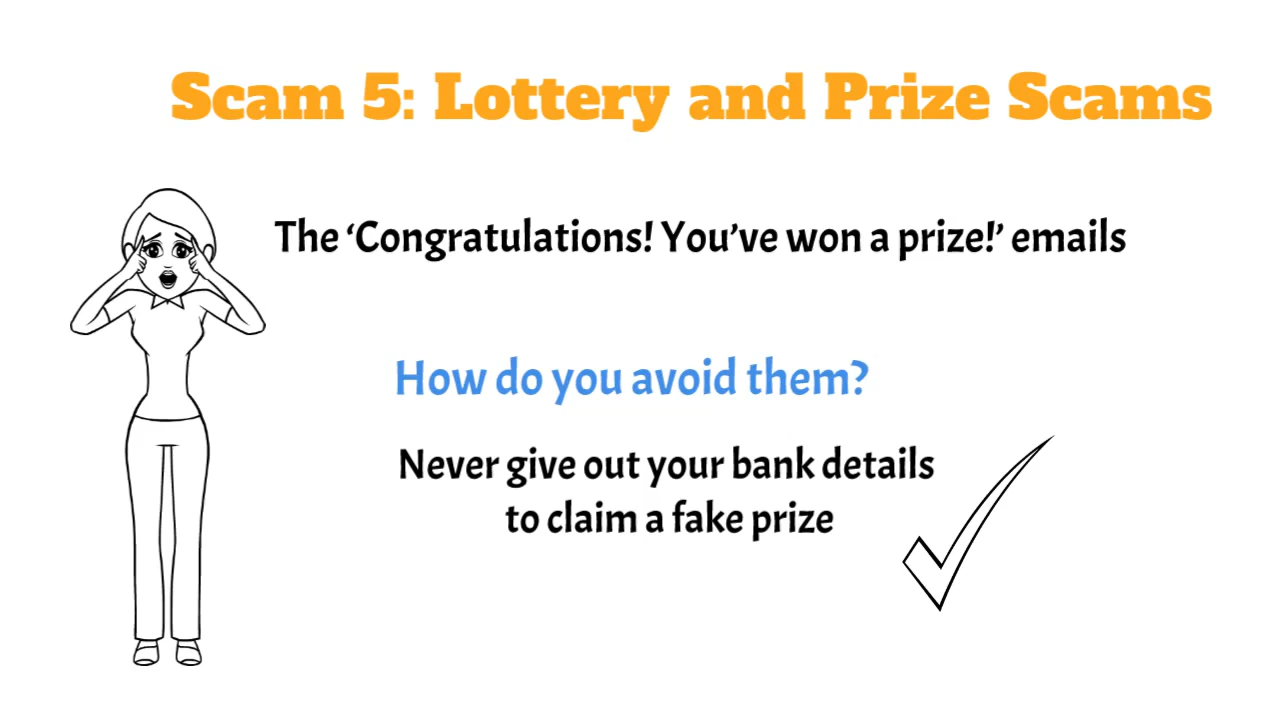 Scam 5: Lottery and Prize Scams
The ‘Congratulations! You’ve won a prize!’ emails
How do you avoid them?
Never give out your bank details
to claim a fake prize